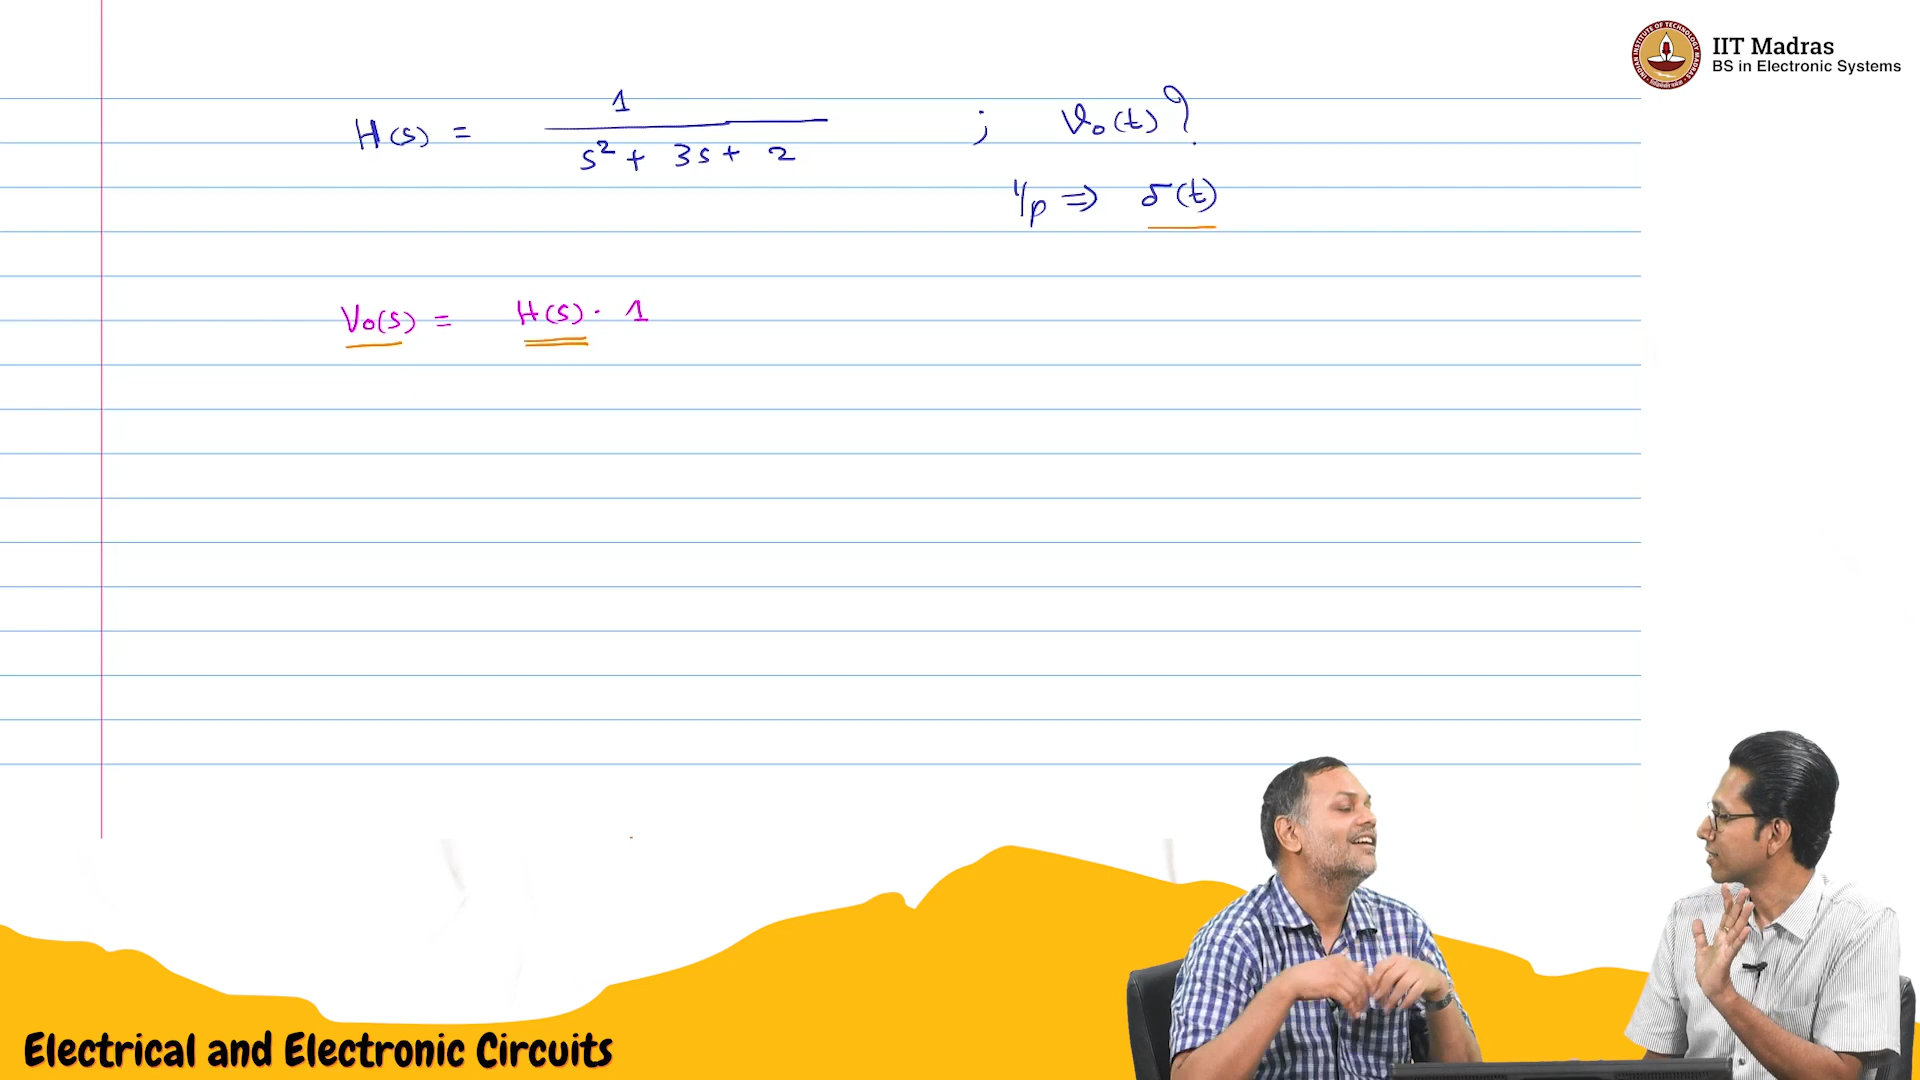 IIT Madras
BS in Electronic Systems
H(s) = 1 / s² + 3s + 2 ; v₀(t)?
i/p ⇒ δ(t)
V₀(s) = H(s) · 1
Electrical and Electronic Circuits